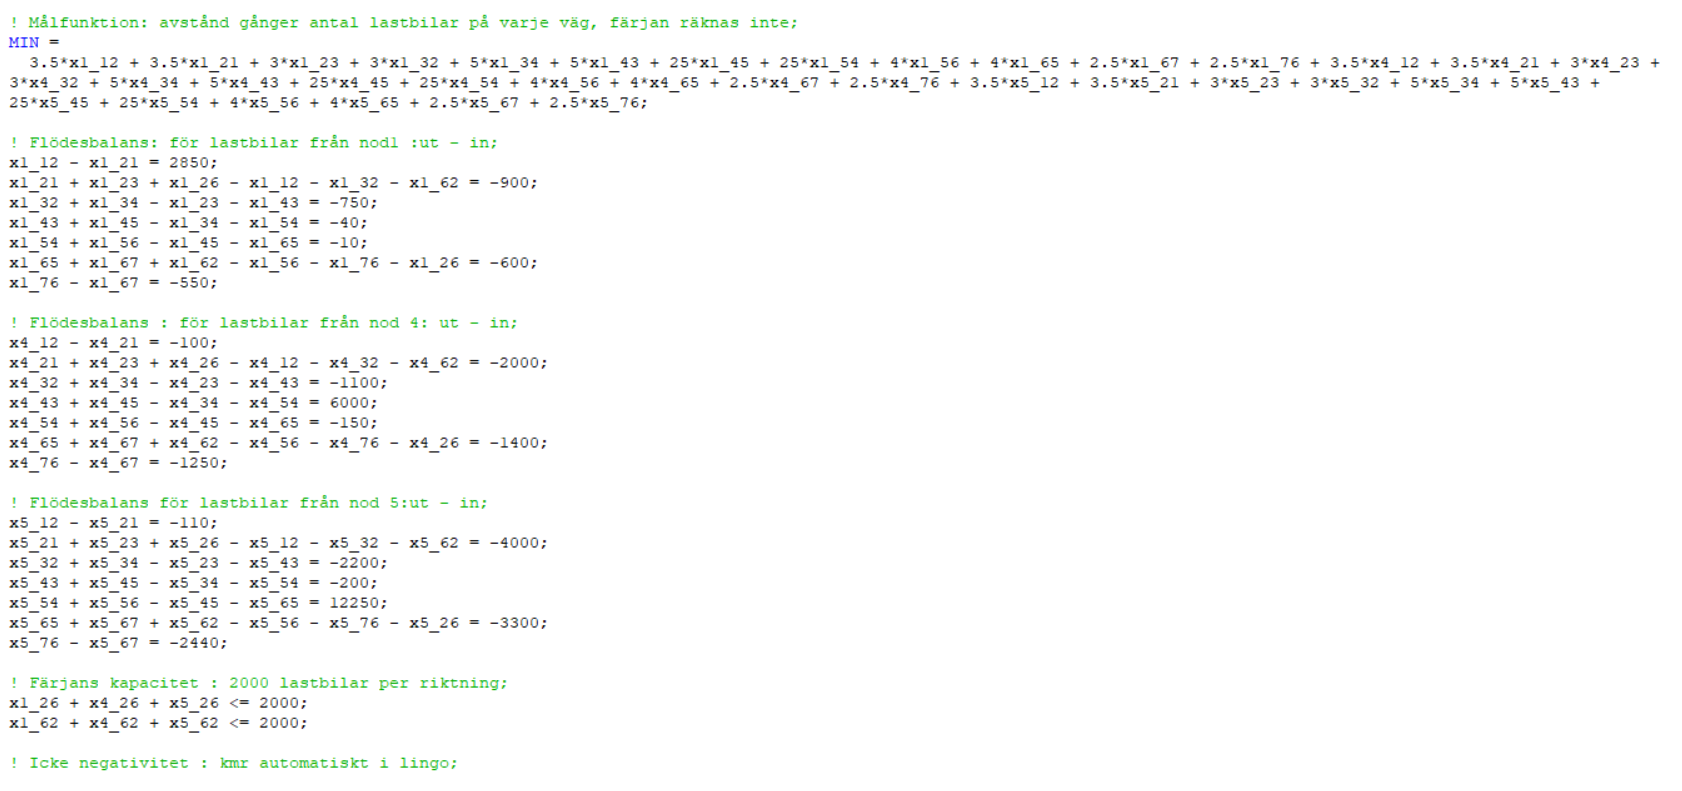 ! Målfunktion: avstånd gånger antal lastbilar på varje väg, färjan räknas inte;
MIN =
3.5*x1_12 + 3.5*x1_21 + 3*x1_23 + 3*x1_32 + 5*x1_34 + 5*x1_43 + 25*x1_45 + 25*x1_54 + 4*x1_56 + 4*x1_65 + 2.5*x1_67 + 2.5*x1_76 + 3.5*x4_12 + 3.5*x4_21 + 3*x4_23 +
3*x4_32 + 5*x4_34 + 5*x4_43 + 25*x4_45 + 25*x4_54 + 4*x4_56 + 4*x4_65 + 2.5*x4_67 + 2.5*x4_76 + 3.5*x5_12 + 3.5*x5_21 + 3*x5_23 + 3*x5_32 + 5*x5_34 + 5*x5_43 +
25*x5_45 + 25*x5_54 + 4*x5_56 + 4*x5_65 + 2.5*x5_67 + 2.5*x5_76;
! Flödesbalans: för lastbilar från nod1 :ut - in;
x1_12 - x1_21 = 2850;
x1_21 + x1_23 + x1_26 - x1_12 - x1_32 - x1_62 = -900;
x1_32 + x1_34 - x1_23 - x1_43 = -750;
x1_43 + x1_45 - x1_34 - x1_54 = -40;
x1_54 + x1_56 - x1_45 - x1_65 = -10;
x1_65 + x1_67 + x1_62 - x1_56 - x1_76 - x1_26 = -600;
x1_76 - x1_67 = -550;
! Flödesbalans : för lastbilar från nod 4: ut - in;
x4_12 - x4_21 = -100;
x4_21 + x4_23 + x4_26 - x4_12 - x4_32 - x4_62 = -2000;
x4_32 + x4_34 - x4_23 - x4_43 = -1100;
x4_43 + x4_45 - x4_34 - x4_54 = 6000;
x4_54 + x4_56 - x4_45 - x4_65 = -150;
x4_65 + x4_67 + x4_62 - x4_56 - x4_76 - x4_26 = -1400;
x4_76 - x4_67 = -1250;
! Flödesbalans för lastbilar från nod 5:ut - in;
x5_12 - x5_21 = -110;
x5_21 + x5_23 + x5_26 - x5_12 - x5_32 - x5_62 = -4000;
x5_32 + x5_34 - x5_23 - x5_43 = -2200;
x5_43 + x5_45 - x5_34 - x5_54 = -200;
x5_54 + x5_56 - x5_45 - x5_65 = 12250;
x5_65 + x5_67 + x5_62 - x5_56 - x5_76 - x5_26 = -3300;
x5_76 - x5_67 = -2440;
! Färjans kapacitet : 2000 lastbilar per riktning;
x1_26 + x4_26 + x5_26 <= 2000;
x1_62 + x4_62 + x5_62 <= 2000;
! Icke negativitet : kmr automatiskt i lingo;